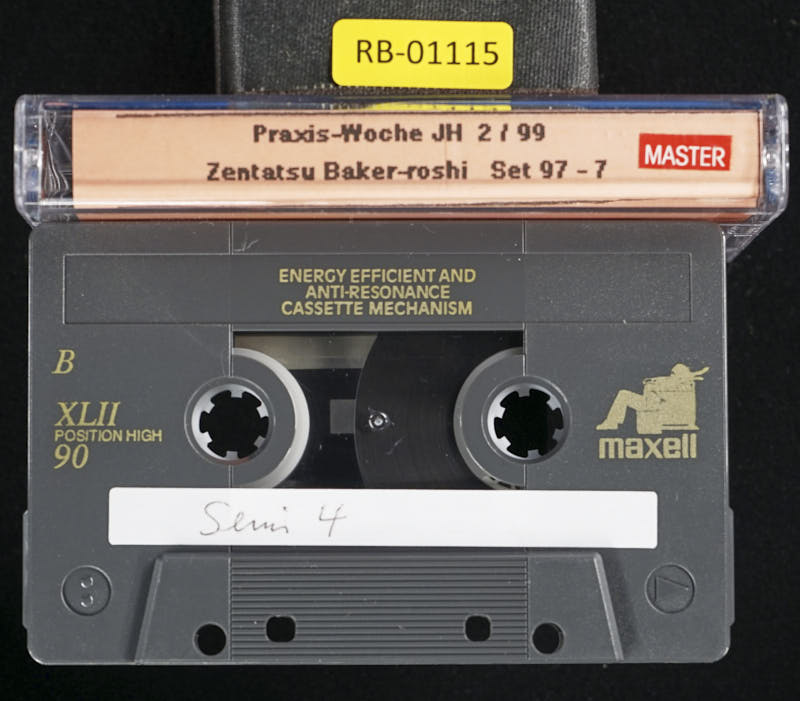 RB-01115
Praxis-Woche JH 2 / 99
Zentatsu Baker-roshi Set 97 - 7
MASTER
ENERGY EFFICIENT AND
ANTI-RESONANCE
CASSETTE MECHANISM
B
XLII
POSITION HIGH
90
maxell
Semi 4